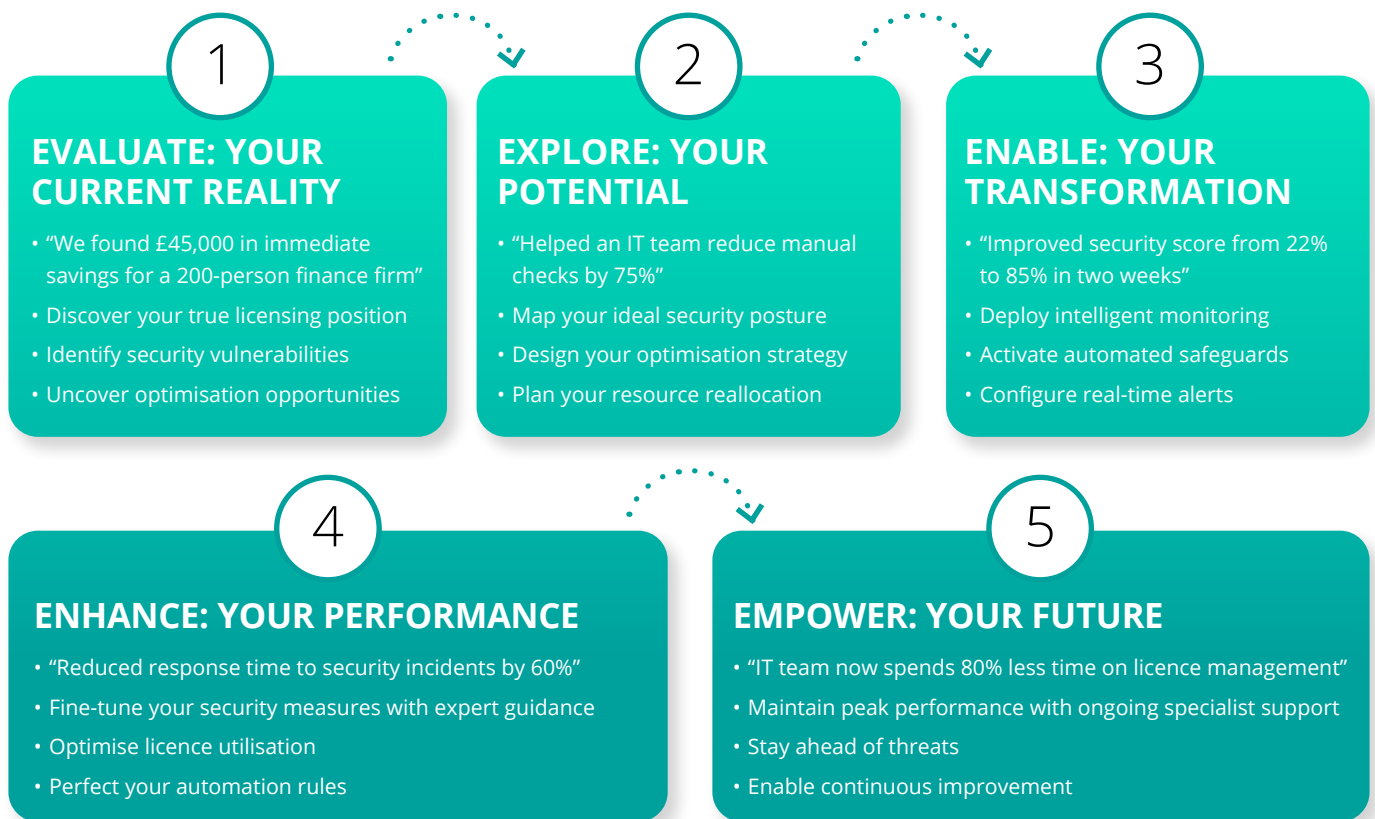 1
EVALUATE: YOUR
CURRENT REALITY
• “We found £45,000 in immediate
savings for a 200-person finance firm”
• Discover your true licensing position
• Identify security vulnerabilities
• Uncover optimisation opportunities
2
EXPLORE: YOUR
POTENTIAL
• “Helped an IT team reduce manual
checks by 75%”
• Map your ideal security posture
• Design your optimisation strategy
• Plan your resource reallocation
3
ENABLE: YOUR
TRANSFORMATION
• “Improved security score from 22%
to 85% in two weeks”
• Deploy intelligent monitoring
• Activate automated safeguards
• Configure real-time alerts
4
ENHANCE: YOUR PERFORMANCE
• “Reduced response time to security incidents by 60%”
• Fine-tune your security measures with expert guidance
• Optimise licence utilisation
• Perfect your automation rules
5
EMPOWER: YOUR FUTURE
• “IT team now spends 80% less time on licence management”
• Maintain peak performance with ongoing specialist support
• Stay ahead of threats
• Enable continuous improvement